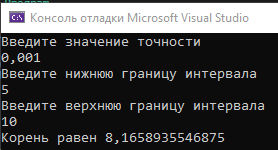 Консоль отладки Microsoft Visual Studio
Введите значение точности
0,001
Введите нижнюю границу интервала
5
Введите верхнюю границу интервала
10
Корень равен 8,1658935546875